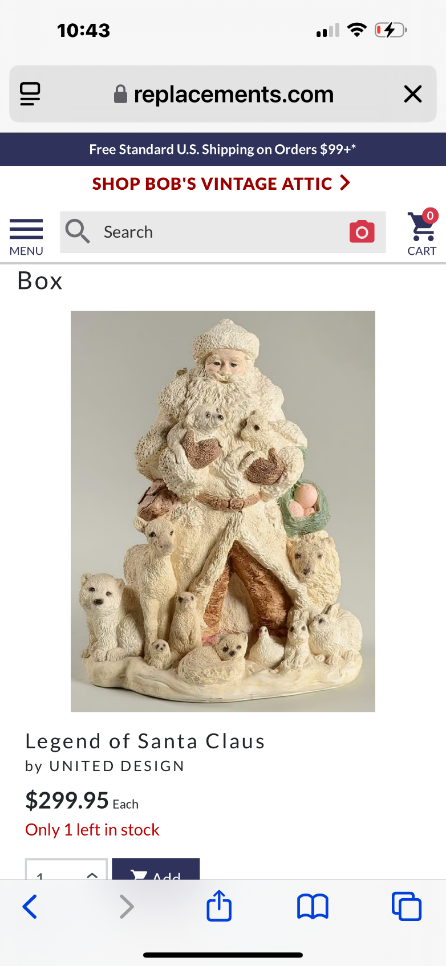 10:43
replacements.com
Free Standard U.S. Shipping on Orders $99+*
SHOP BOB'S VINTAGE ATTIC
MENU
Search
0
CART
Box
Legend of Santa Claus
by UNITED DESIGN
$299.95 Each
Only 1 left in stock
1
Add